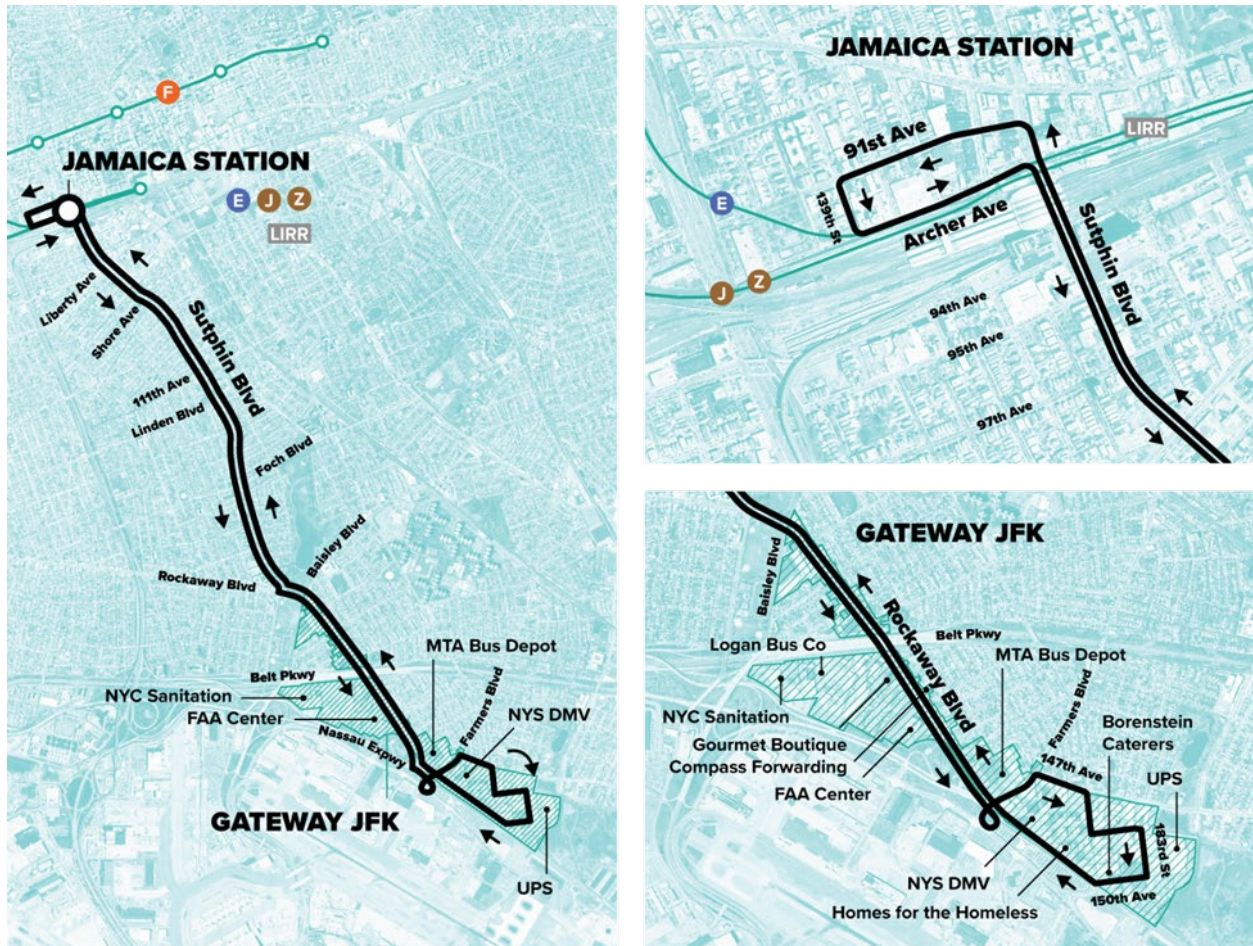 F
JAMAICA STATION
E J Z
LIRR
Liberty Ave
Shore Ave
Sutphin Blvd
111th Ave
Linden Blvd
Foch Blvd
Baisley Blvd
Rockaway Blvd
MTA Bus Depot
Belt Pkwy
Farmers Blvd
NYC Sanitation
NYS DMV
FAA Center
Nassau Expwy
GATEWAY JFK
UPS
JAMAICA STATION
LIRR
91st Ave
E
139th St
Archer Ave
Sutphin Blvd
J Z
94th Ave
95th Ave
97th Ave
GATEWAY JFK
Baisley Blvd
Rockaway Blvd
Belt Pkwy
Logan Bus Co
MTA Bus Depot
Farmers Blvd
NYC Sanitation
Borenstein
Caterers
Gourmet Boutique
Compass Forwarding
147th Ave
UPS
FAA Center
183rd St
NYS DMV
150th Ave
Homes for the Homeless